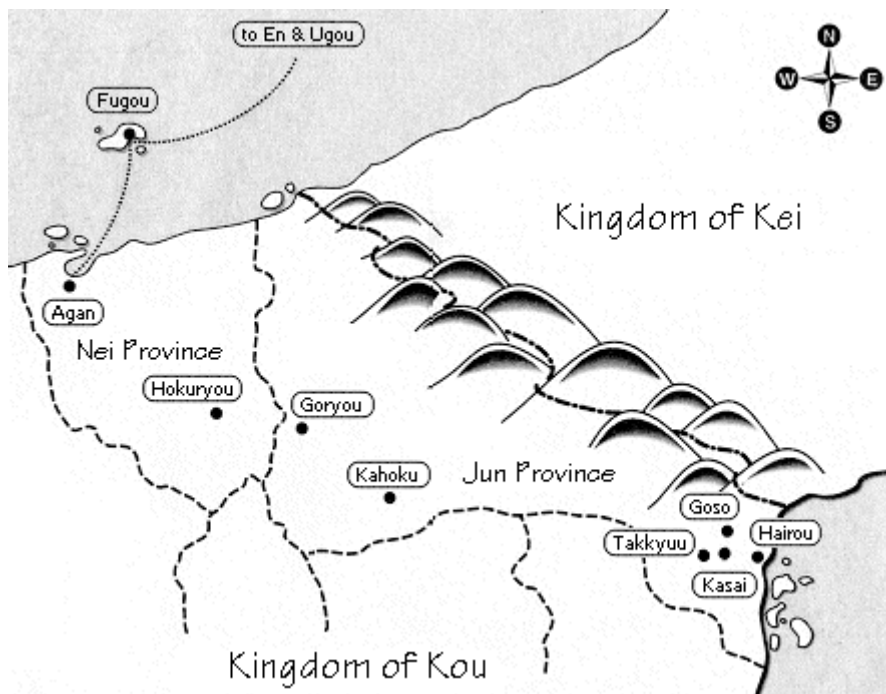 to En & Ugou
N
Fugou
W
E
S
Kingdom of Kei
Agan
Nei Province
Hokuryou
Goryou
Kahoku
Jun Province
Goso
Hairou
Takkyuu
Kasai
Kingdom of Kou